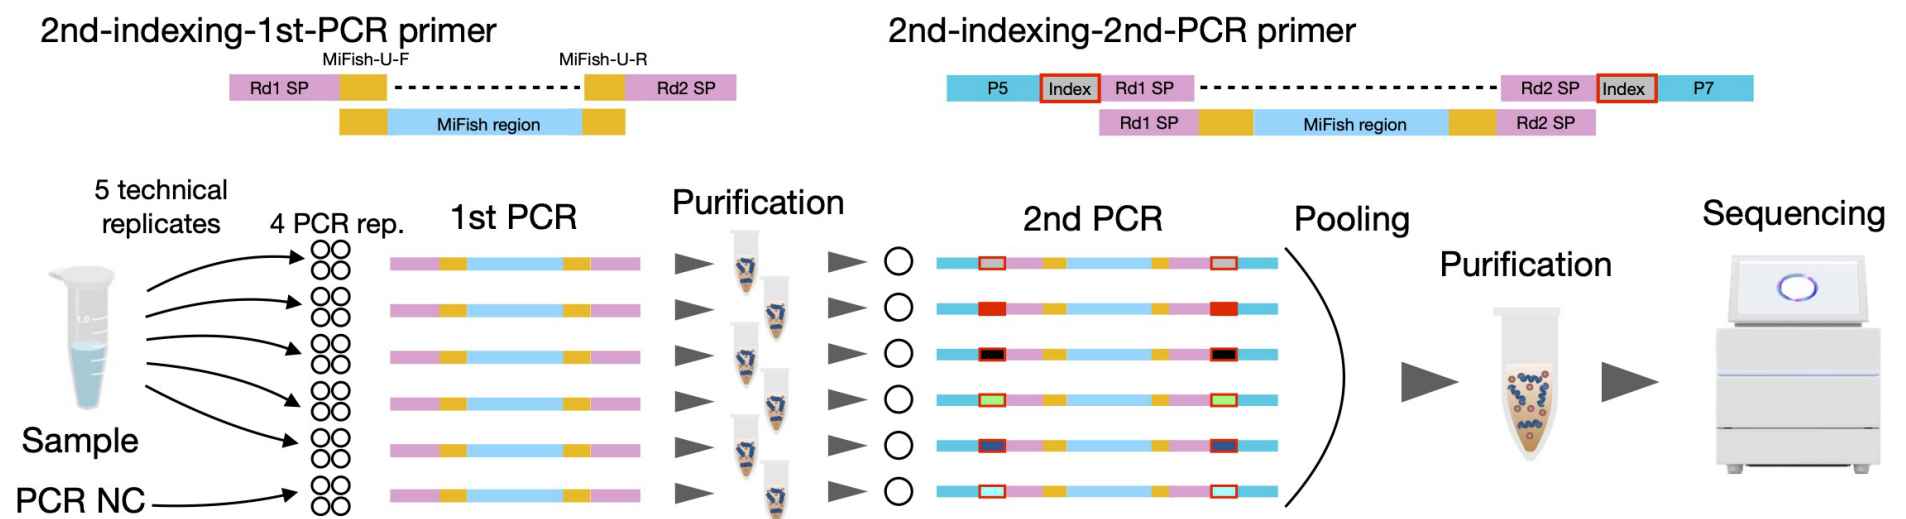 2nd-indexing-1st-PCR primer
MiFish-U-F
MiFish-U-R
Rd1 SP
Rd2 SP
MiFish region
2nd-indexing-2nd-PCR primer
P5
Index
Rd1 SP
Rd2 SP
Index
P7
Rd1 SP
MiFish region
Rd2 SP
5 technical
replicates
4 PCR rep.
1st PCR
Purification
2nd PCR
Pooling
Purification
Sequencing
1.0
Sample
PCR NC